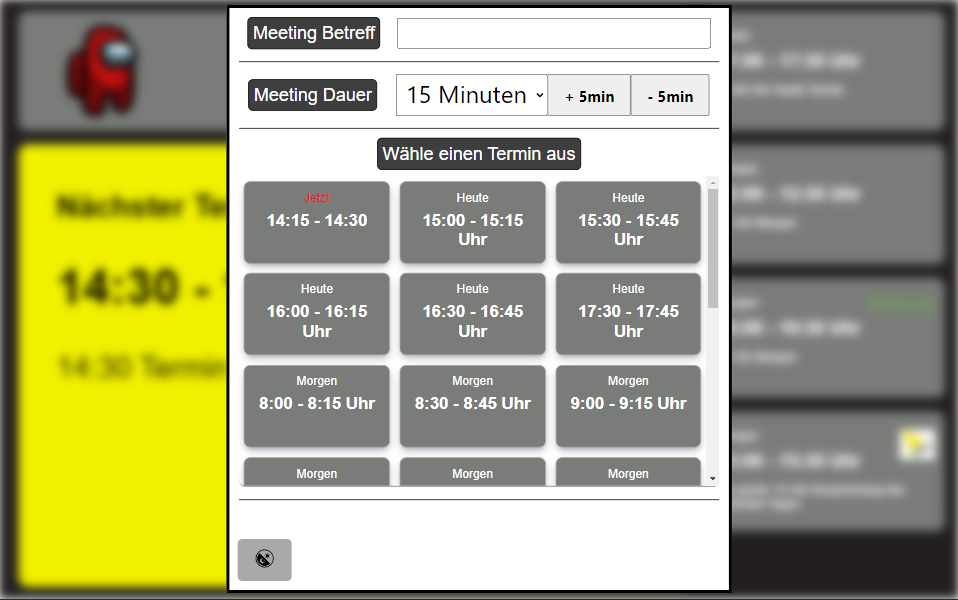 Meeting Betreff
Meeting Dauer
15 Minuten
+ 5min
- 5min
Wähle einen Termin aus
Jetzt
14:15 - 14:30
Heute
15:00 - 15:15
Uhr
Heute
15:30 - 15:45
Uhr
Heute
16:00 - 16:15
Uhr
Heute
16:30 - 16:45
Uhr
Heute
17:30 - 17:45
Uhr
Morgen
8:00 - 8:15 Uhr
Morgen
8:30 - 8:45 Uhr
Morgen
9:00 - 9:15 Uhr
Morgen
Morgen
Morgen
Nächster Te
14:30 -
14:30 Termin